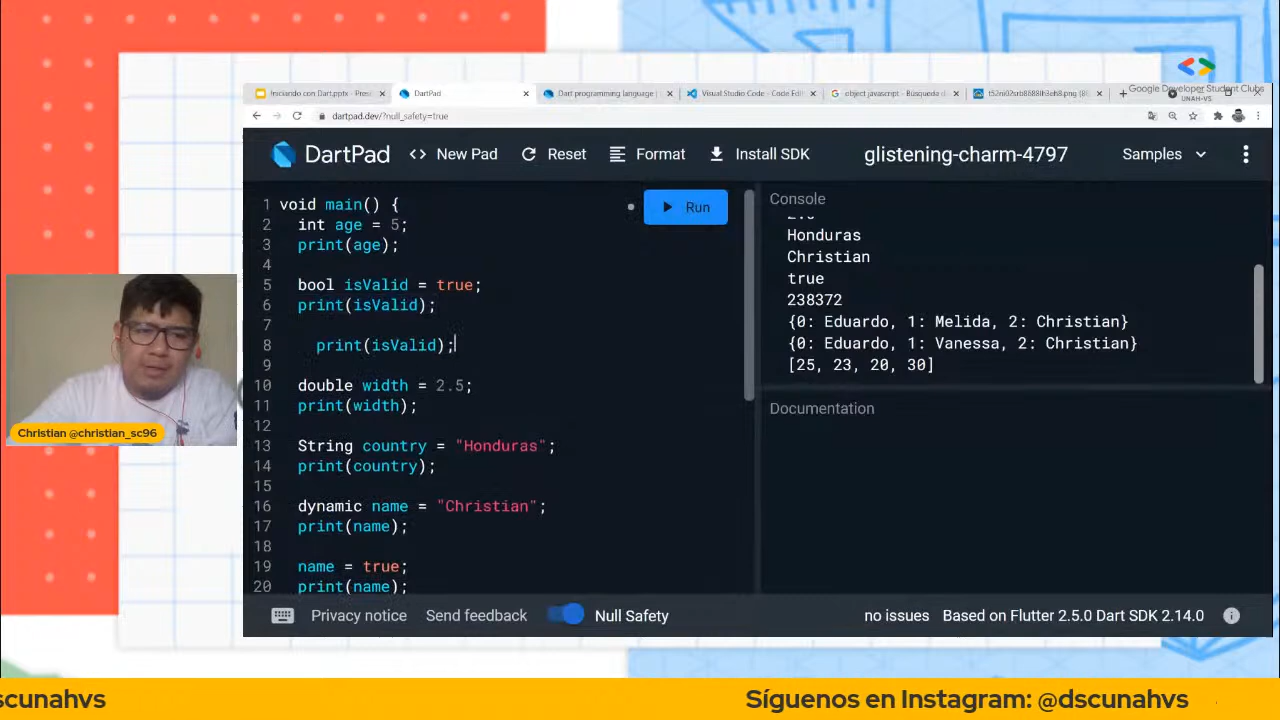 Iniciando con Dart.pptx - Pres
DartPad
Dart programming language |
Visual Studio Code - Code Edit
object javascript - Búsqueda d
t52ni02srb8688lh3eh8.png (8
Google Developer Student Clubs
UNAH-VS
dartpad.dev/?null_safety=true
DartPad
<> New Pad
Reset
Format
Install SDK
glistening-charm-4797
Samples
1 void main() {
2 int age = 5;
3 print(age);
4
5 bool isValid = true;
6 print(isValid);
7
8 print(isValid);
9
10 double width = 2.5;
11 print(width);
12
13 String country = "Honduras";
14 print(country);
15
16 dynamic name = "Christian";
17 print(name);
18
19 name = true;
20 print(name);
Run
Console
Honduras
Christian
true
238372
{0: Eduardo, 1: Melida, 2: Christian}
{0: Eduardo, 1: Vanessa, 2: Christian}
[25, 23, 20, 30]
Documentation
Christian @christian_sc96
Privacy notice
Send feedback
Null Safety
no issues
Based on Flutter 2.5.0 Dart SDK 2.14.0
scunahvs
Síguenos en Instagram: @dscunahvs